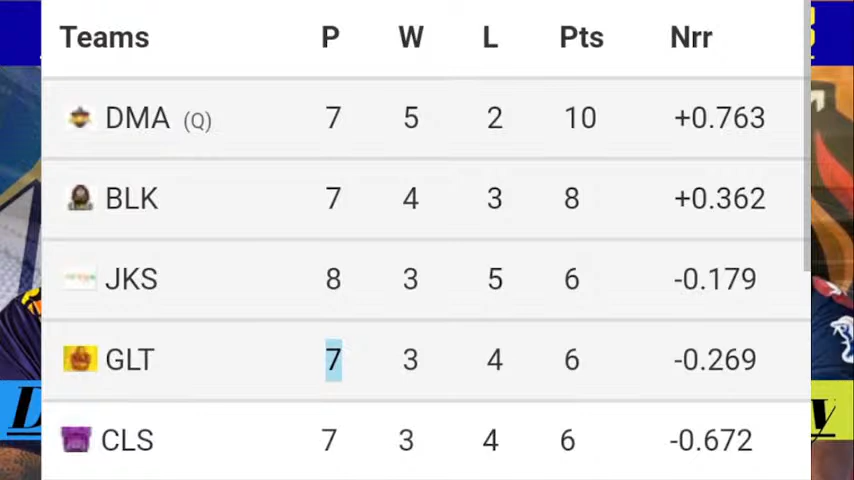 Teams P W L Pts Nrr
DMA (Q) 7 5 2 10 +0.763
BLK 7 4 3 8 +0.362
JKS 8 3 5 6 -0.179
GLT 7 3 4 6 -0.269
CLS 7 3 4 6 -0.672